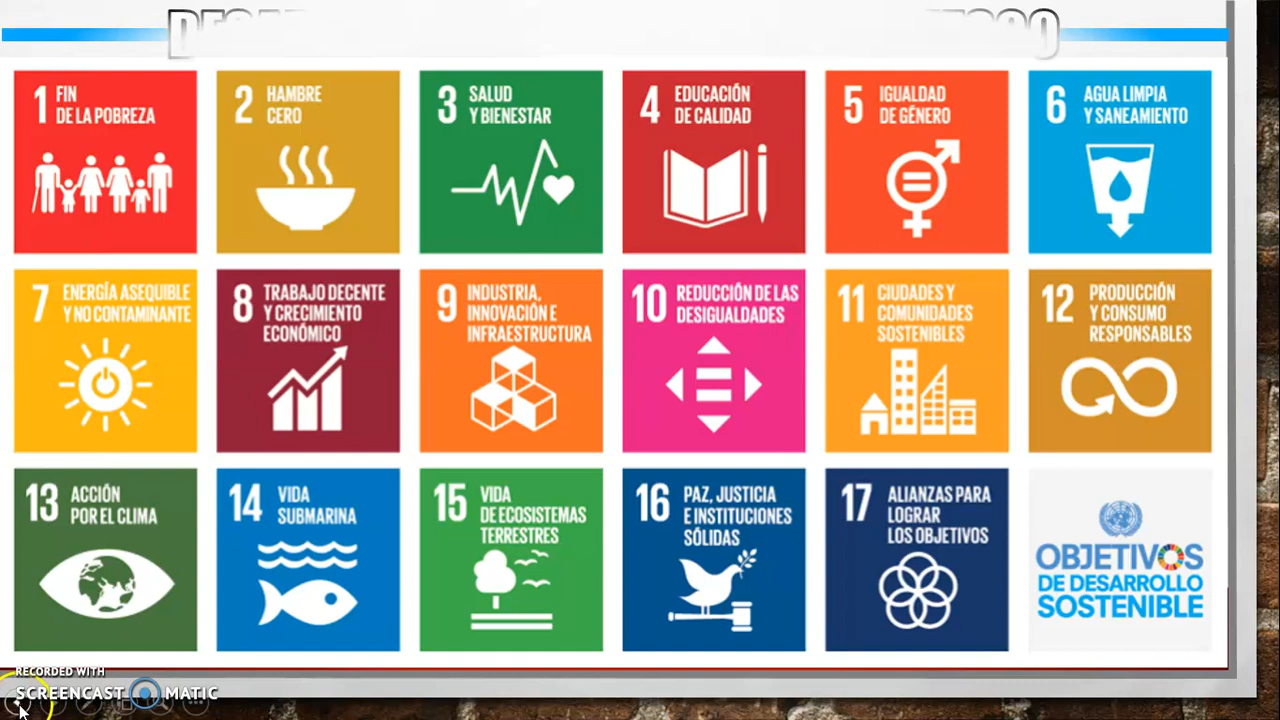 1 FIN
DE LA POBREZA
2 HAMBRE
CERO
3 SALUD
Y BIENESTAR
4 EDUCACIÓN
DE CALIDAD
5 IGUALDAD
DE GÉNERO
6 AGUA LIMPIA
Y SANEAMIENTO
7 ENERGÍA ASEQUIBLE
Y NO CONTAMINANTE
8 TRABAJO DECENTE
Y CRECIMIENTO
ECONÓMICO
9 INDUSTRIA,
INNOVACIÓN E
INFRAESTRUCTURA
10 REDUCCIÓN DE LAS
DESIGUALDADES
11 CIUDADES Y
COMUNIDADES
SOSTENIBLES
12 PRODUCCIÓN
Y CONSUMO
RESPONSABLES
13 ACCIÓN
POR EL CLIMA
14 VIDA
SUBMARINA
15 VIDA
DE ECOSISTEMAS
TERRESTRES
16 PAZ, JUSTICIA
E INSTITUCIONES
SÓLIDAS
17 ALIANZAS PARA
LOGRAR
LOS OBJETIVOS
OBJETIVOS
DE DESARROLLO
SOSTENIBLE
RECORDED WITH
SCREENCAST MATIC